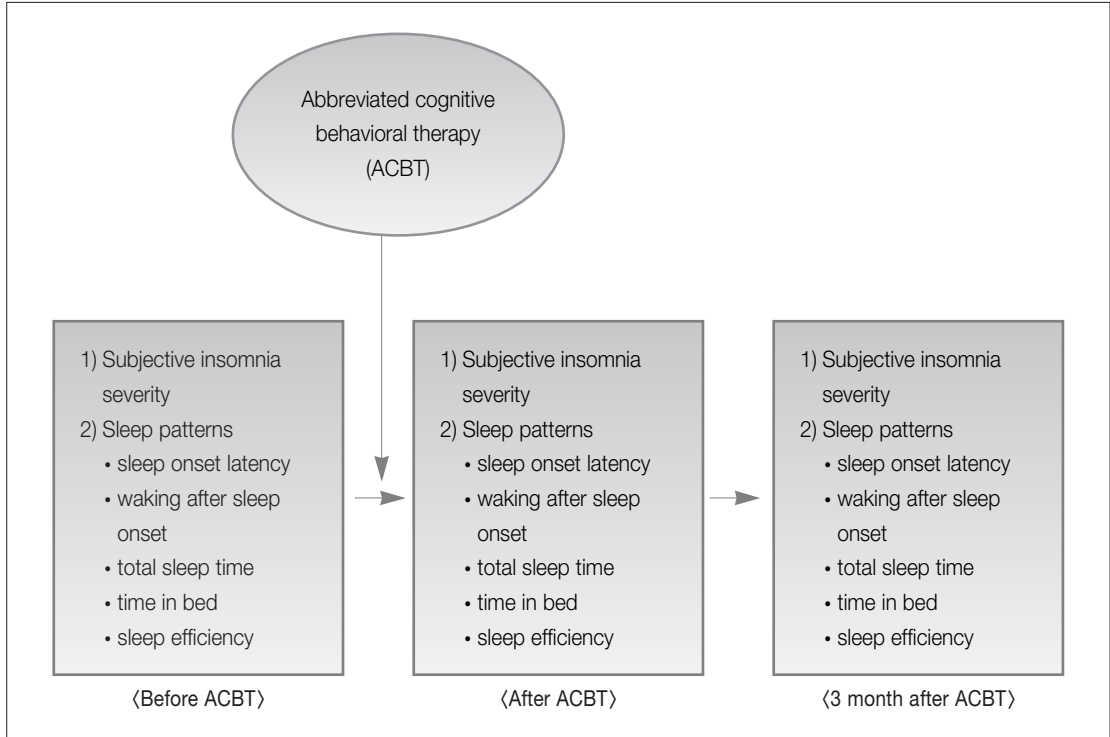 Abbreviated cognitive
behavioral therapy
(ACBT)
1) Subjective insomnia
severity
2) Sleep patterns
• sleep onset latency
• waking after sleep
onset
• total sleep time
• time in bed
• sleep efficiency
〈Before ACBT〉
1) Subjective insomnia
severity
2) Sleep patterns
• sleep onset latency
• waking after sleep
onset
• total sleep time
• time in bed
• sleep efficiency
〈After ACBT〉
1) Subjective insomnia
severity
2) Sleep patterns
• sleep onset latency
• waking after sleep
onset
• total sleep time
• time in bed
• sleep efficiency
〈3 month after ACBT〉